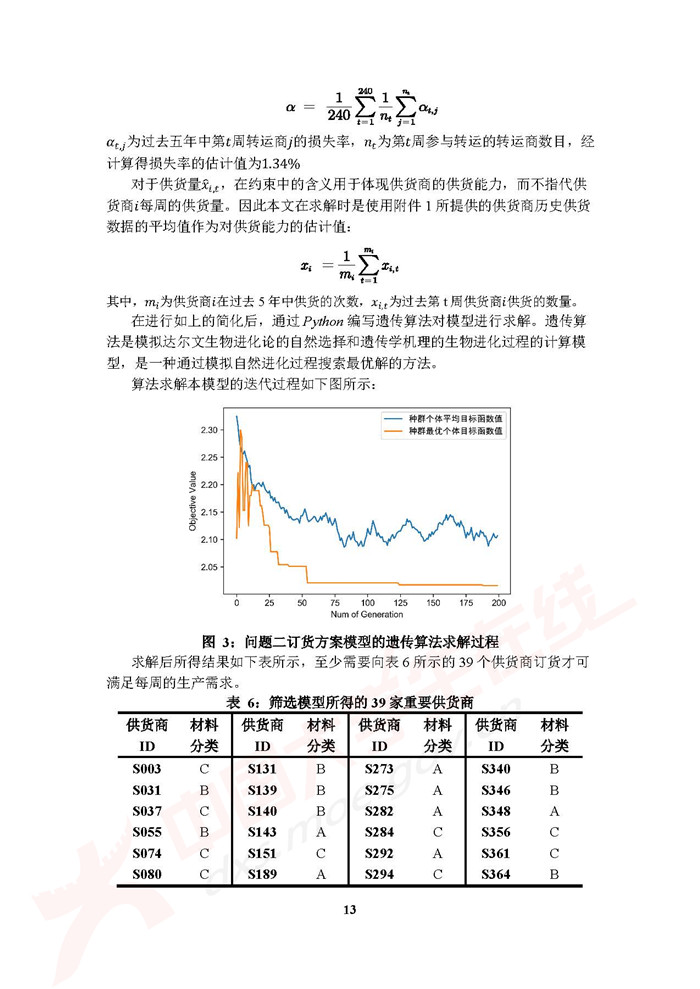 α = 1/240 ∑_{t=1}^{240} 1/n_t ∑_{j=1}^{n_t} α_{i,j}
α_{t,j}为过去五年中第t周转运商j的损失率，n_t为第t周参与转运的转运商数目，经
计算得损失率的估计值为1.34%
对于供货量x̂_{i,t}，在约束中的含义用于体现供货商的供货能力，而不指代供
货商i每周的供货量。因此本文在求解时是使用附件 1 所提供的供货商历史供货
数据的平均值作为对供货能力的估计值：
x_i = 1/m_i ∑_{t=1}^{m_i} x_{i,t}
其中，m_i为供货商i在过去 5 年中供货的次数，x_{i,t}为过去第 t 周供货商i供货的数量。
在进行如上的简化后，通过 Python 编写遗传算法对模型进行求解。遗传算
法是模拟达尔文生物进化论的自然选择和遗传学机理的生物进化过程的计算模
型，是一种通过模拟自然进化过程搜索最优解的方法。
算法求解本模型的迭代过程如下图所示：
种群个体平均目标函数值
种群最优个体目标函数值
2.30
2.25
2.20
2.15
2.10
2.05
Objective Value
0 25 50 75 100 125 150 175 200
Num of Generation
图 3：问题二订货方案模型的遗传算法求解过程
求解后所得结果如下表所示，至少需要向表 6 所示的 39 个供货商订货才可
满足每周的生产需求。
表 6：筛选模型所得的 39 家重要供货商
供货商 材料 供货商 材料 供货商 材料 供货商 材料
ID 分类 ID 分类 ID 分类 ID 分类
S003 C S131 B S273 A S340 B
S031 B S139 B S275 A S346 B
S037 C S140 B S282 A S348 A
S055 B S143 A S284 C S356 C
S074 C S151 C S292 A S361 C
S080 C S189 A S294 C S364 B
13